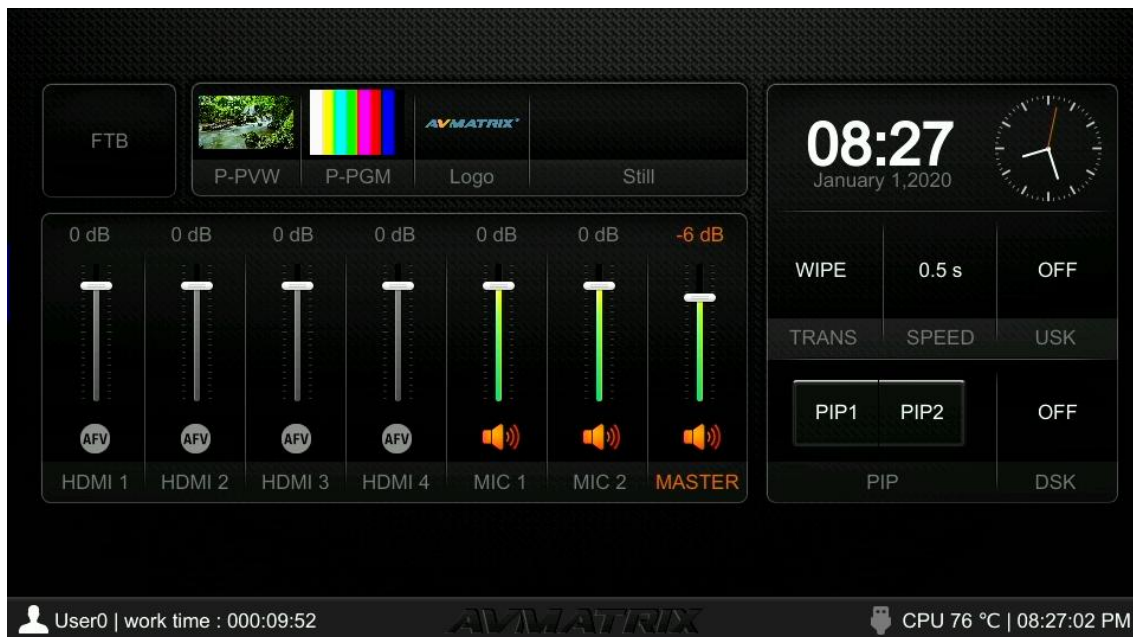 FTB
AVMATRIX
P-PVW P-PGM Logo Still
08:27
January 1,2020
0 dB 0 dB 0 dB 0 dB 0 dB 0 dB -6 dB
AFV AFV AFV AFV
HDMI 1 HDMI 2 HDMI 3 HDMI 4 MIC 1 MIC 2 MASTER
WIPE 0.5 s OFF
TRANS SPEED USK
PIP1 PIP2 OFF
PIP DSK
User0 | work time : 000:09:52
AVMATRIX
CPU 76 ℃ | 08:27:02 PM